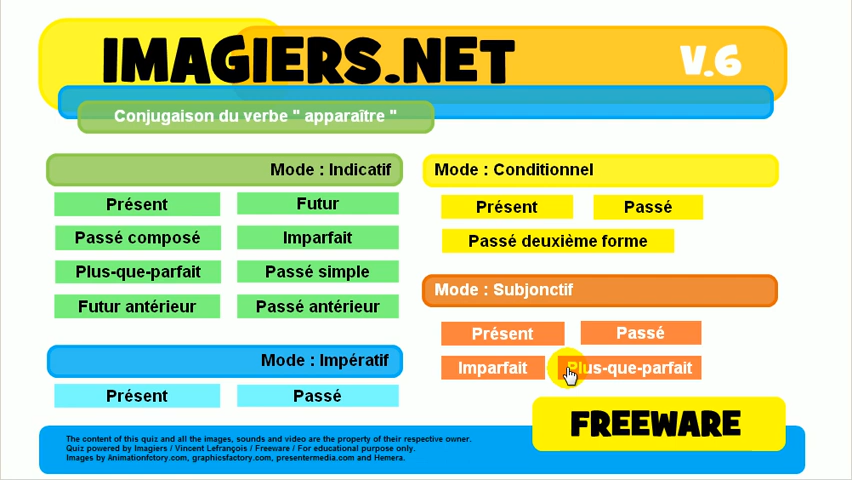 IMAGIERS.NET
V.6
Conjugaison du verbe " apparaître "
Mode : Indicatif
Présent
Futur
Passé composé
Imparfait
Plus-que-parfait
Passé simple
Futur antérieur
Passé antérieur
Mode : Impératif
Présent
Passé
Mode : Conditionnel
Présent
Passé
Passé deuxième forme
Mode : Subjonctif
Présent
Passé
Imparfait
Plus-que-parfait
FREEWARE
The content of this quiz and all the images, sounds and video are the property of their respective owner.
Quiz powered by Imagiers / Vincent Lefrançois / Freeware / For educational purpose only.
Images by Animationfctory.com, graphicsfactory.com, presentermedia.com and Hemera.